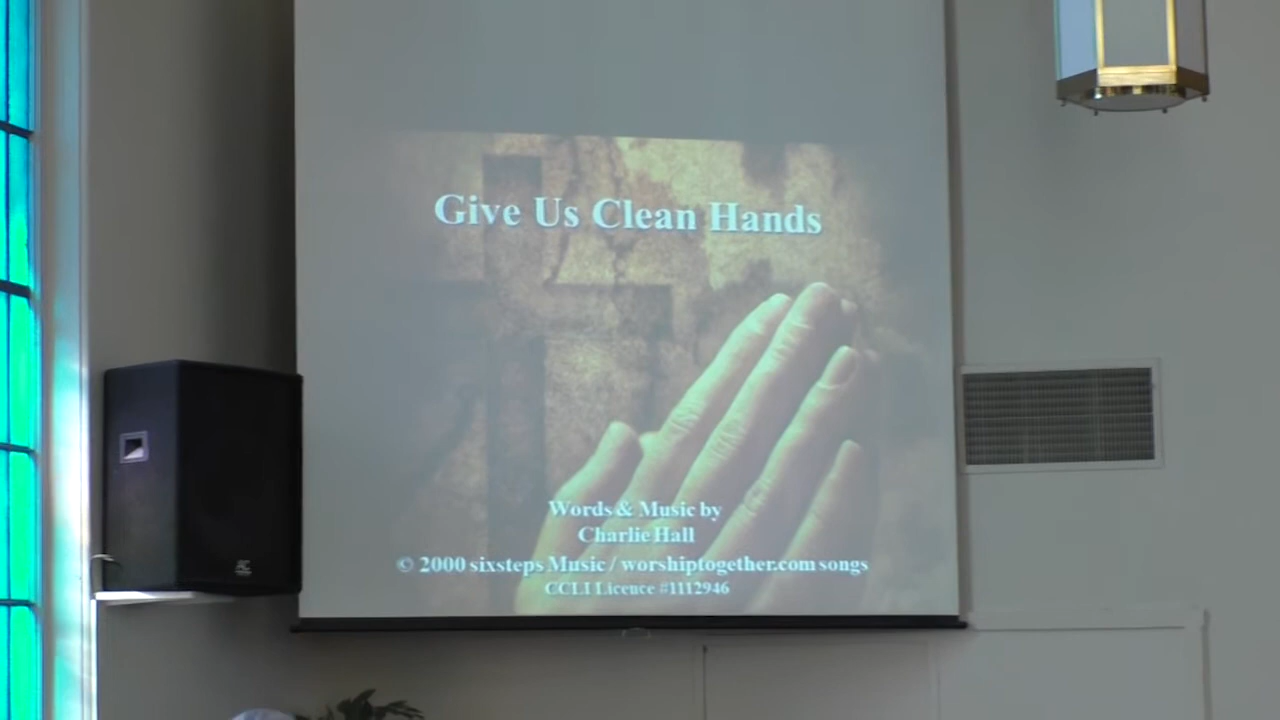 Give Us Clean Hands
Words & Music by
Charlie Hall
© 2000 sixsteps Music / worshiptogether.com songs
CCLI Licence #1112946